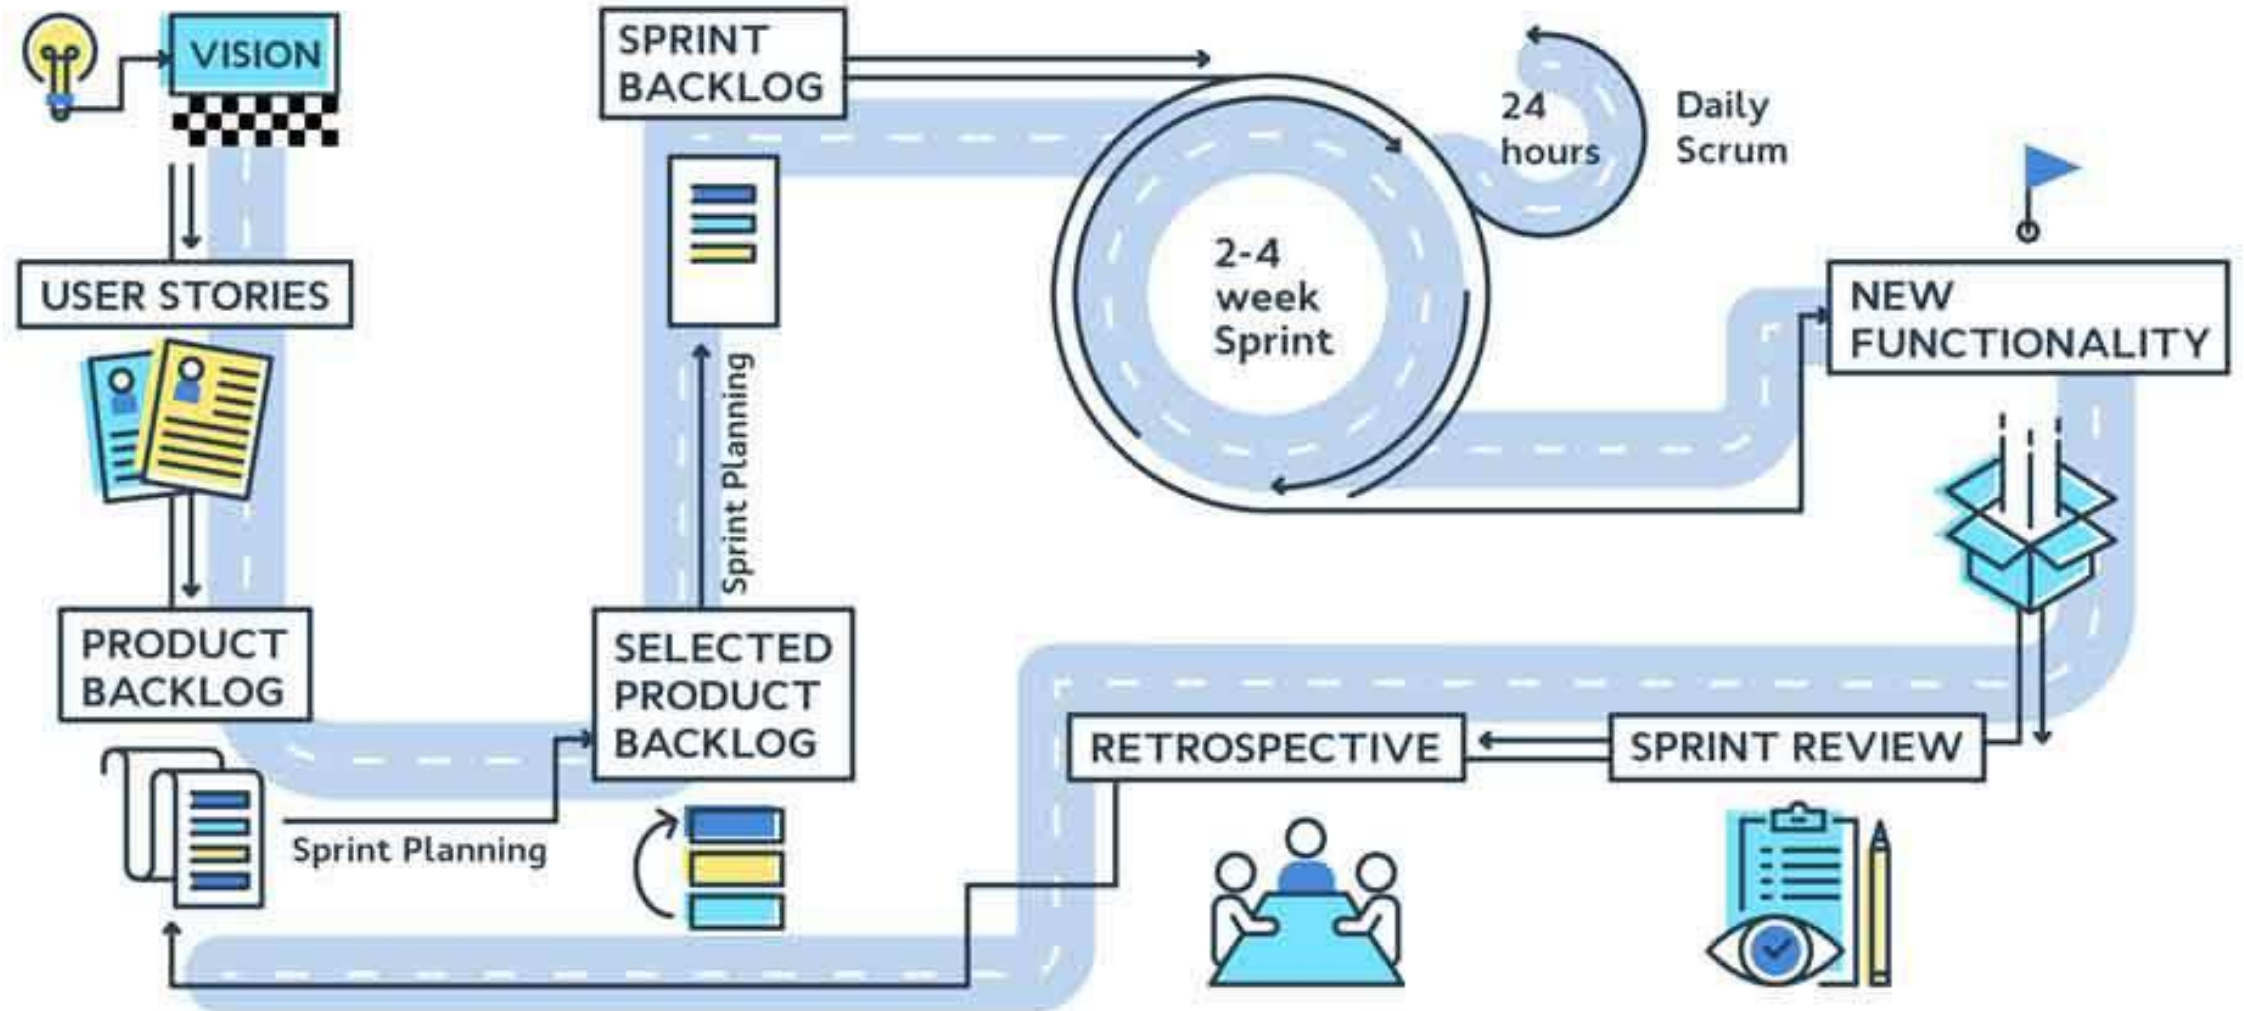 VISION
USER STORIES
PRODUCT
BACKLOG
Sprint Planning
SELECTED
PRODUCT
BACKLOG
Sprint Planning
SPRINT
BACKLOG
2-4
week
Sprint
24
hours
Daily
Scrum
NEW
FUNCTIONALITY
SPRINT REVIEW
RETROSPECTIVE